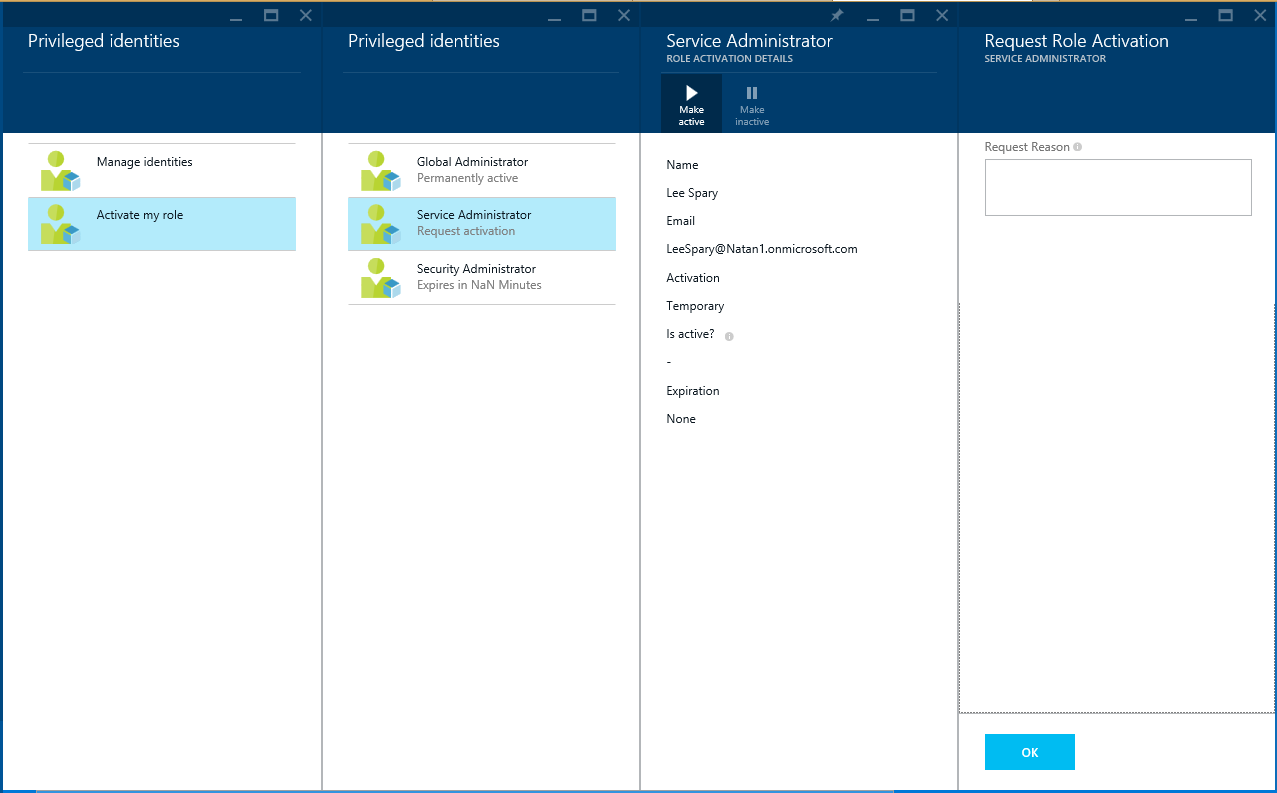 Privileged identities
Manage identities
Activate my role
Privileged identities
Global Administrator
Permanently active
Service Administrator
Request activation
Security Administrator
Expires in NaN Minutes
Service Administrator
ROLE ACTIVATION DETAILS
Make
active
Make
inactive
Name
Lee Spary
Email
LeeSpary@Natan1.onmicrosoft.com
Activation
Temporary
Is active?
-
Expiration
None
Request Role Activation
SERVICE ADMINISTRATOR
Request Reason
OK